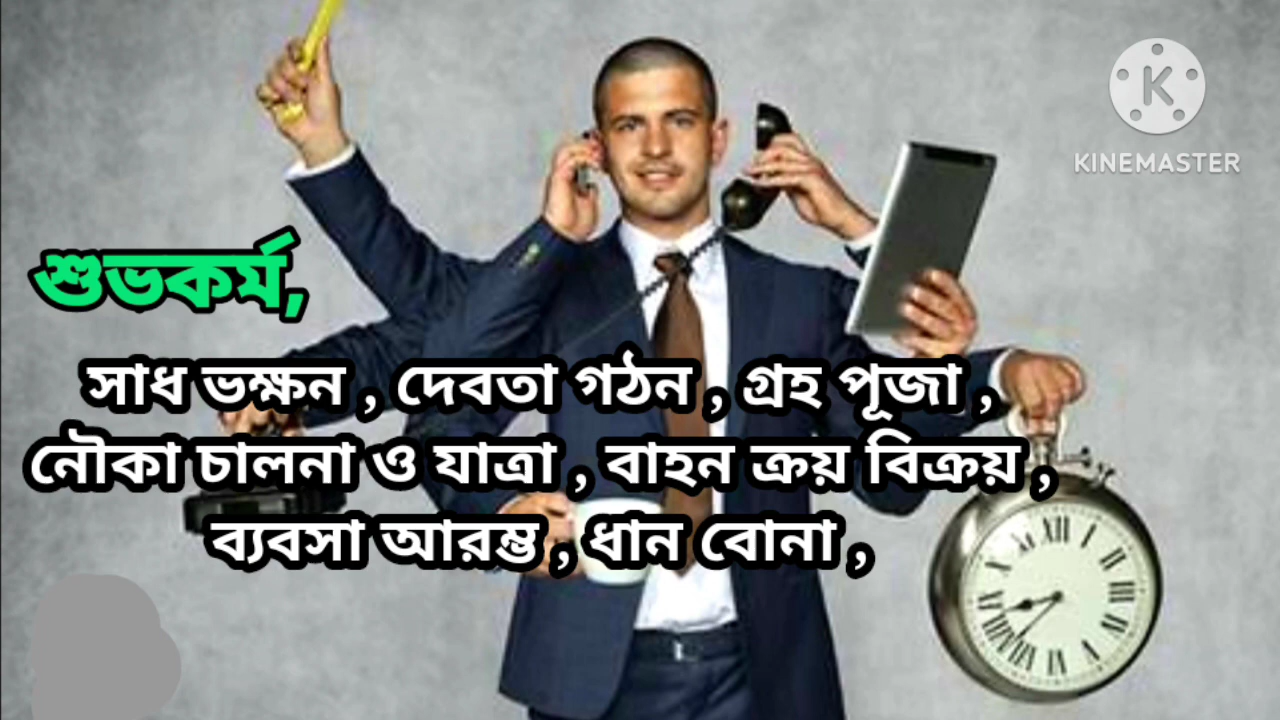 KINEMASTER
শুভকর্ম,
সাধ ভক্ষন , দেবতা গঠন , গ্রহ পূজা ,
নৌকা চালনা ও যাত্রা , বাহন ক্রয় বিক্রয় ,
ব্যবসা আরম্ভ , ধান বোনা ,